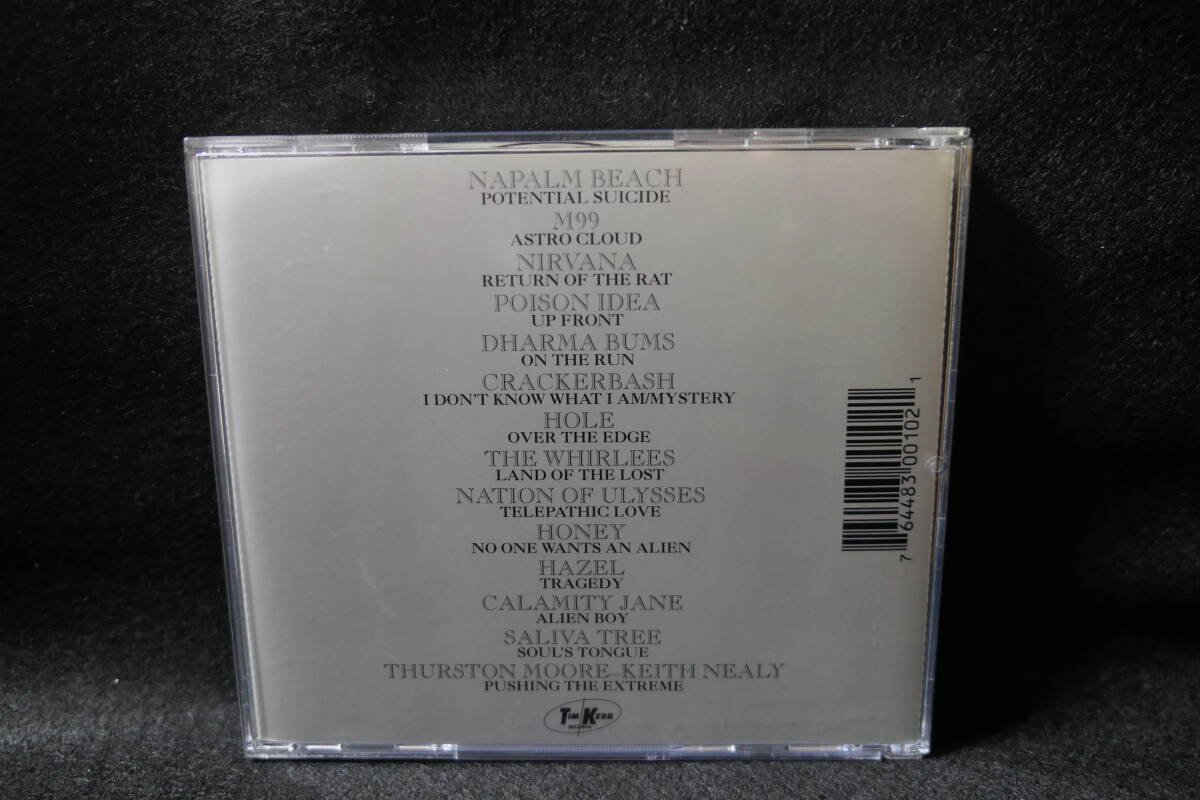 NAPALM BEACH
POTENTIAL SUICIDE
M99
ASTRO CLOUD
NIRVANA
RETURN OF THE RAT
POISON IDEA
UP FRONT
DHARMA BUMS
ON THE RUN
CRACKERBASH
I DON'T KNOW WHAT I AM/MYSTERY
HOLE
OVER THE EDGE
THE WHIRLEES
LAND OF THE LOST
NATION OF ULYSSES
TELEPATHIC LOVE
HONEY
NO ONE WANTS AN ALIEN
HAZEL
TRAGEDY
CALAMITY JANE
ALIEN BOY
SALIVA TREE
SOUL'S TONGUE
THURSTON MOORE–KEITH NEALY
PUSHING THE EXTREME
TIM/KERR
RECORDS
7 64483 00102 1